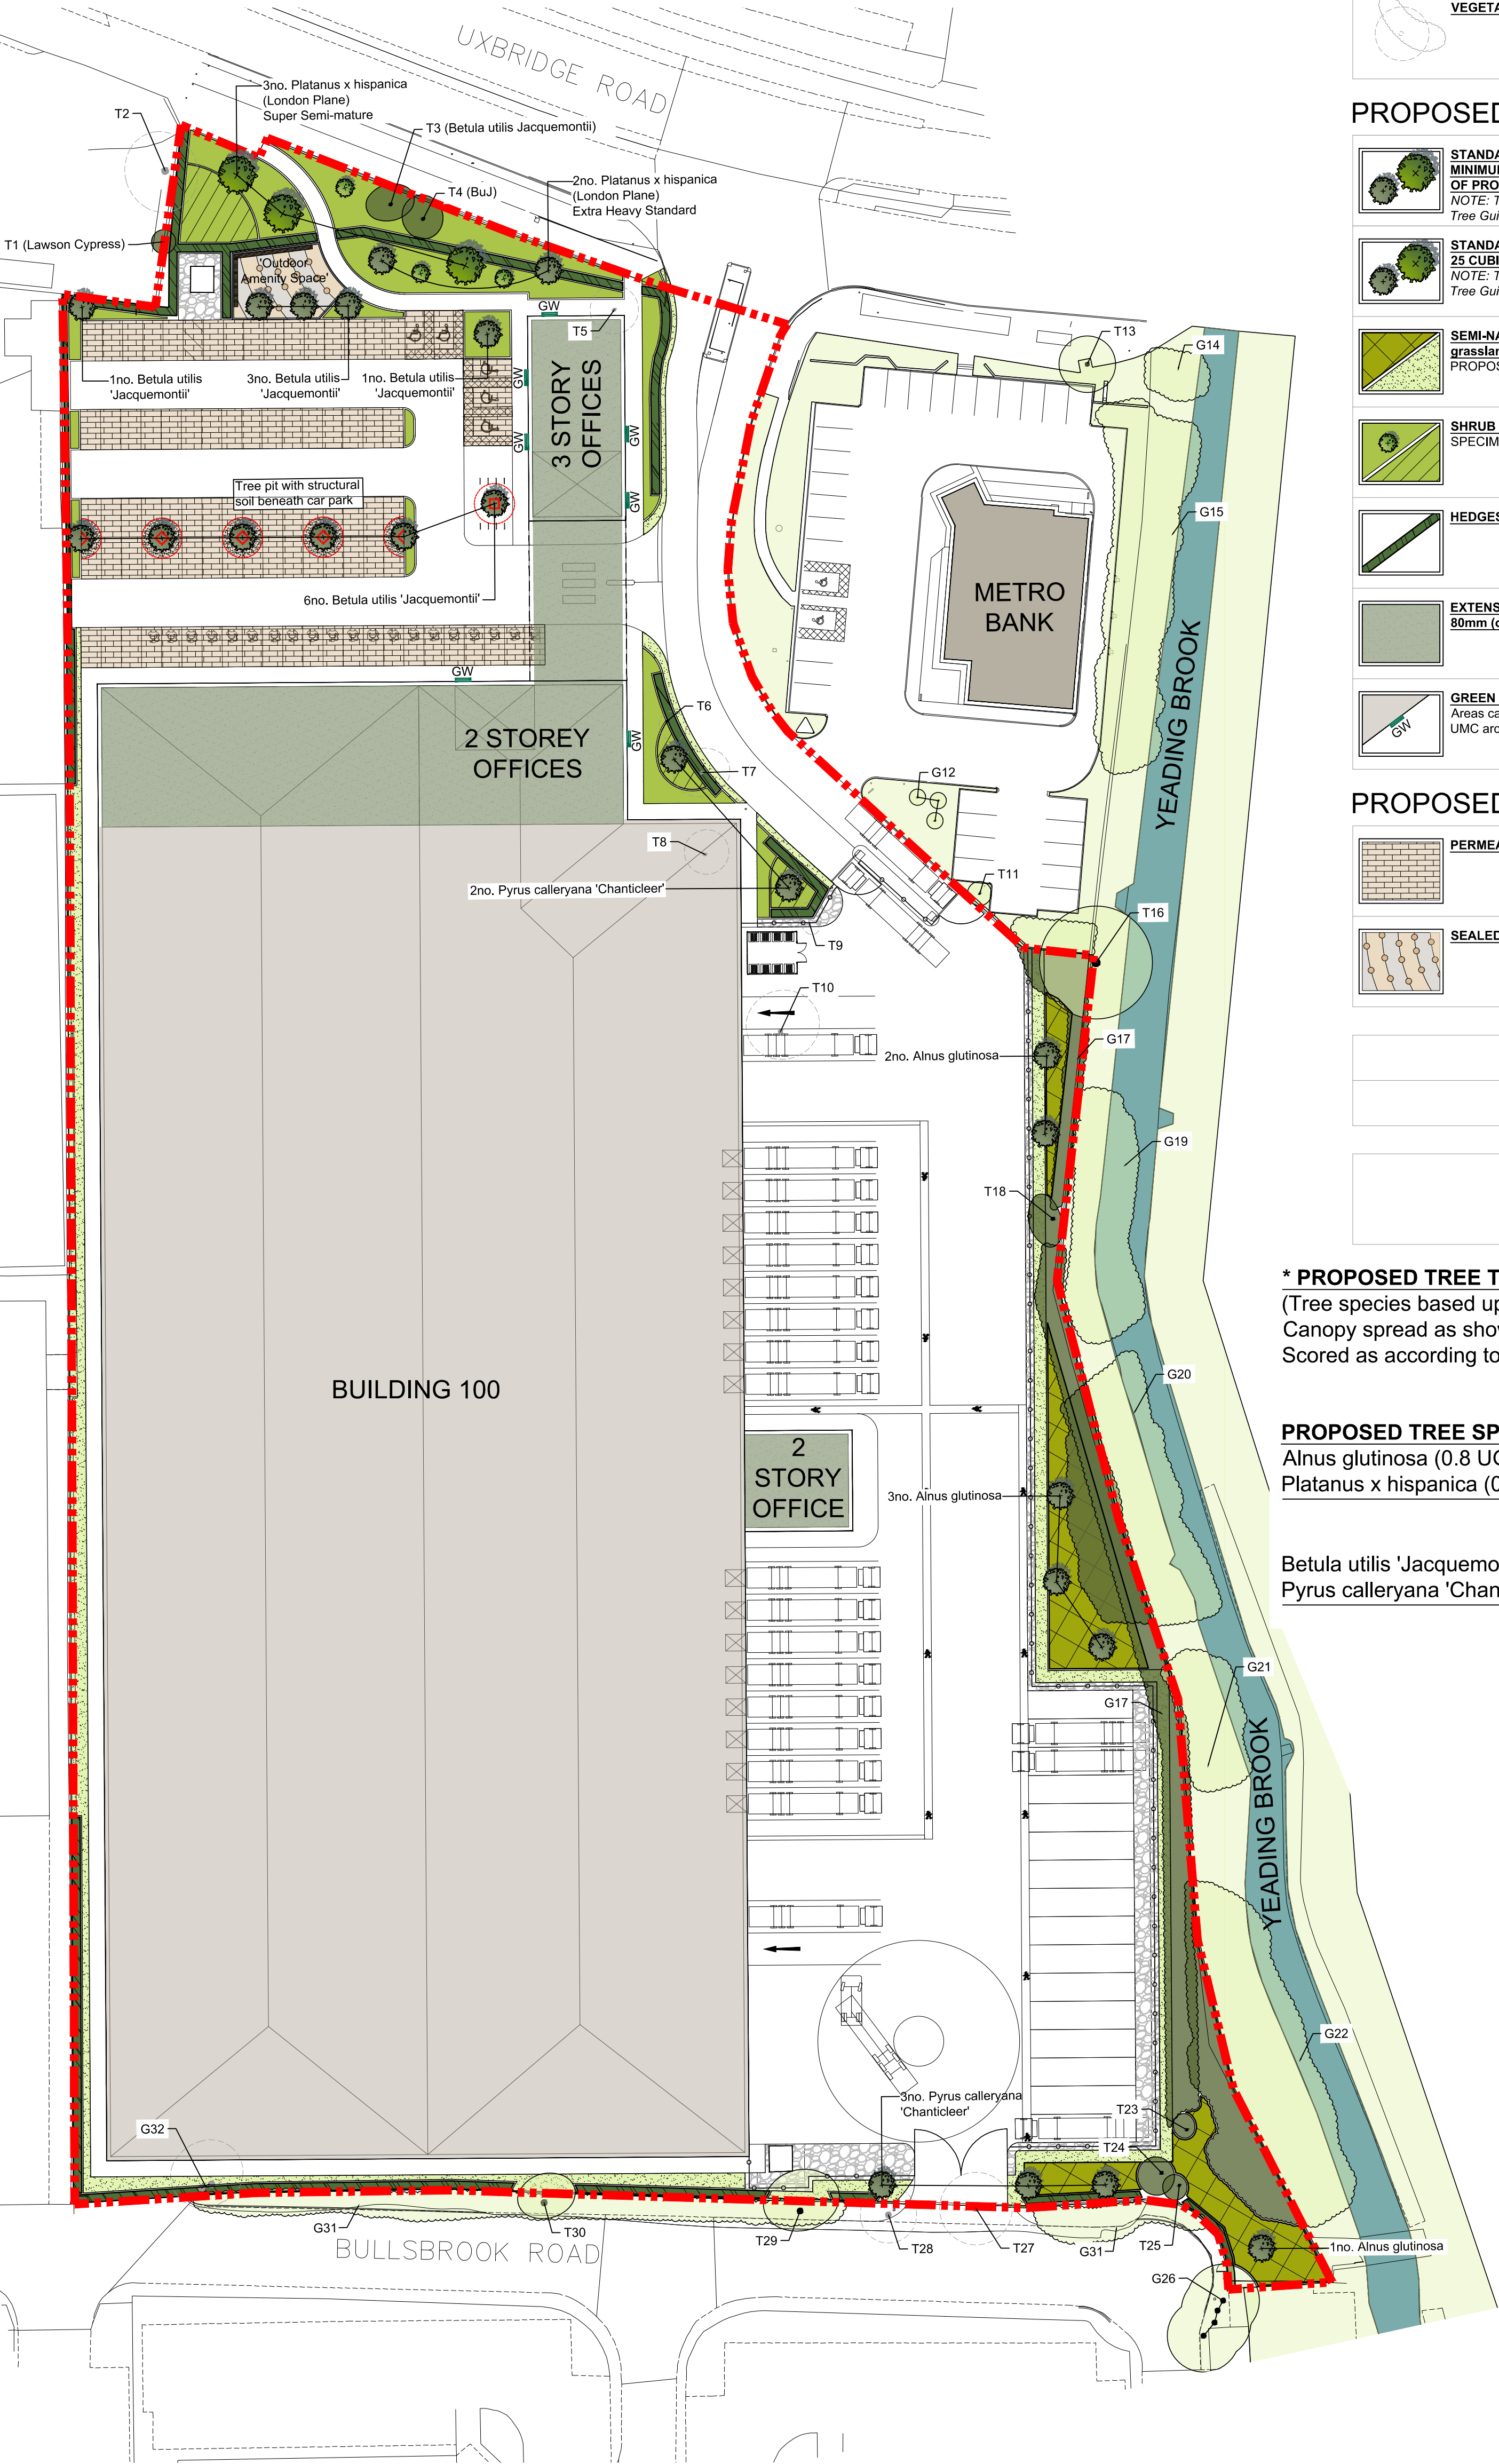 UXBRIDGE ROAD
3no. Platanus x hispanica
(London Plane)
Super Semi-mature
T2
T3 (Betula utilis Jacquemontii)
T4 (BuJ)
2no. Platanus x hispanica
(London Plane)
Extra Heavy Standard
T1 (Lawson Cypress)
'Outdoor
Amenity Space'
GW
T5
1no. Betula utilis
'Jacquemontii'
3no. Betula utilis
'Jacquemontii'
1no. Betula utilis
'Jacquemontii'
3 STORY
OFFICES
GW
GW
GW
GW
Tree pit with structural
soil beneath car park
6no. Betula utilis 'Jacquemontii'
GW
2 STOREY
OFFICES
GW
T6
T7
T8
2no. Pyrus calleryana 'Chanticleer'
T9
T10
T13
G14
G15
METRO
BANK
YEADING BROOK
G12
T11
T16
G17
2no. Alnus glutinosa
G19
T18
G20
BUILDING 100
2
STORY
OFFICE
3no. Alnus glutinosa
G21
G17
YEADING BROOK
G22
3no. Pyrus calleryana
'Chanticleer'
T23
T24
G32
G31
T30
T29
T28
T27
G31
T25
1no. Alnus glutinosa
G26
BULLSBROOK ROAD
VEGETA
PROPOSED
STANDA
MINIMUM
OF PRO
NOTE: T
Tree Gui
STANDA
25 CUBI
NOTE: T
Tree Gui
SEMI-NA
grasslan
PROPOS
SHRUB
SPECIM
HEDGES
EXTENS
80mm (o
GREEN
Areas ca
UMC arc
GW
PROPOSED
PERMEA
SEALED
* PROPOSED TREE T
(Tree species based up
Canopy spread as show
Scored as according to
PROPOSED TREE SP
Alnus glutinosa (0.8 UG
Platanus x hispanica (0
Betula utilis 'Jacquemo
Pyrus calleryana 'Chan